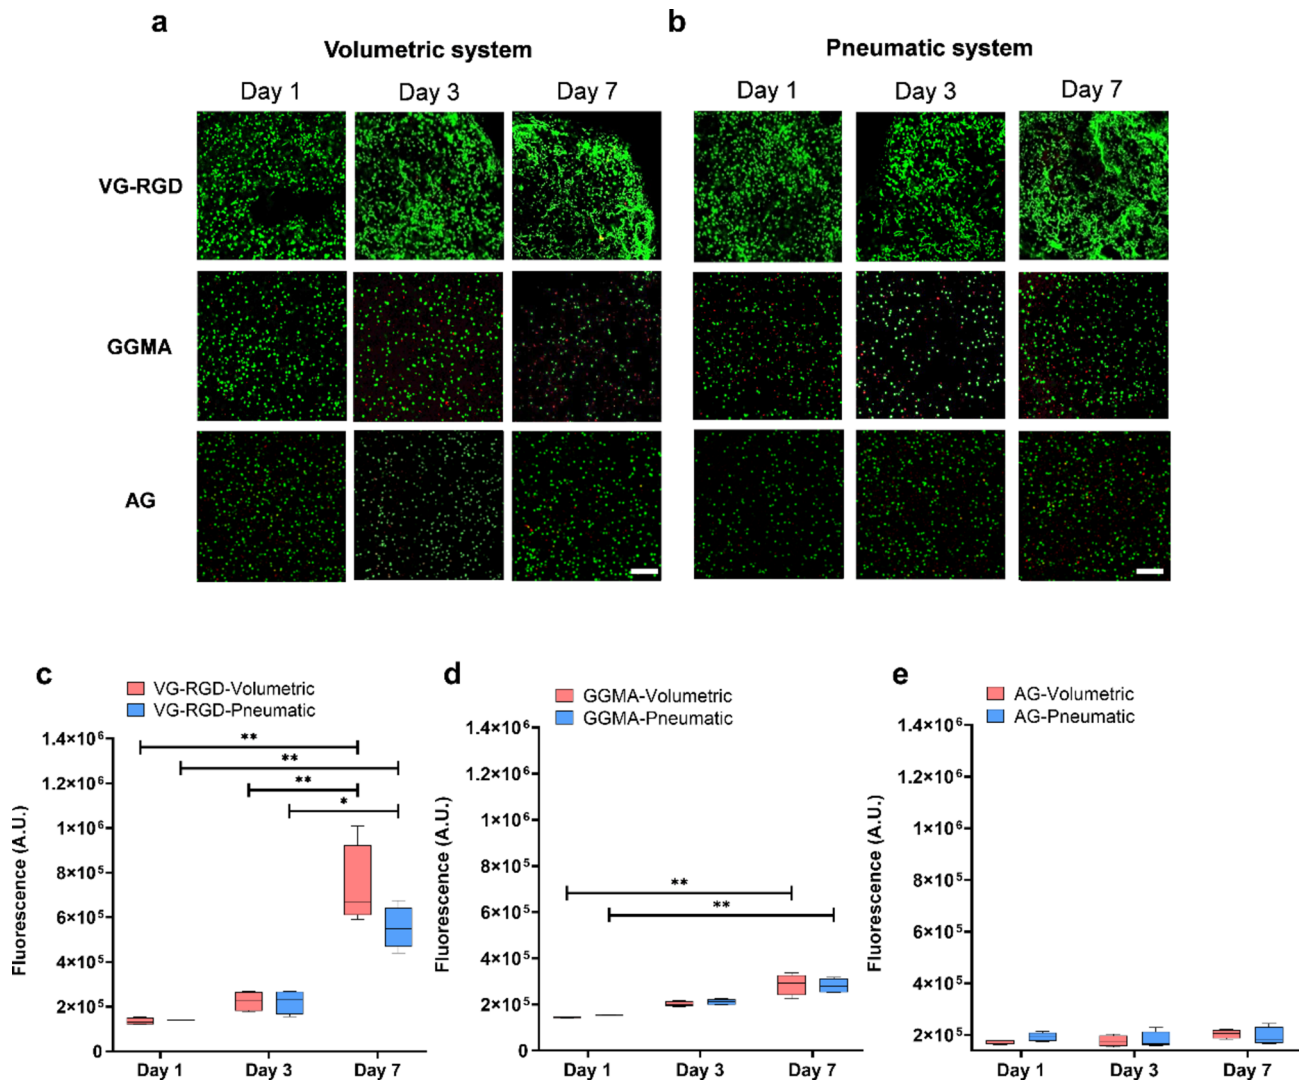 a
b
Volumetric system
Pneumatic system
Day 1
Day 3
Day 7
Day 1
Day 3
Day 7
VG-RGD
GGMA
AG
c
VG-RGD-Volumetric
VG-RGD-Pneumatic
Fluorescence (A.U.)
1.4×10⁶
1.2×10⁶
1×10⁶
8×10⁵
6×10⁵
4×10⁵
2×10⁵
0
**
**
**
*
Day 1
Day 3
Day 7
d
GGMA-Volumetric
GGMA-Pneumatic
Fluorescence (A.U.)
1.4×10⁶
1.2×10⁶
1×10⁶
8×10⁵
6×10⁵
4×10⁵
2×10⁵
0
**
**
Day 1
Day 3
Day 7
e
AG-Volumetric
AG-Pneumatic
Fluorescence (A.U.)
1.4×10⁶
1.2×10⁶
1×10⁶
8×10⁵
6×10⁵
4×10⁵
2×10⁵
Day 1
Day 3
Day 7